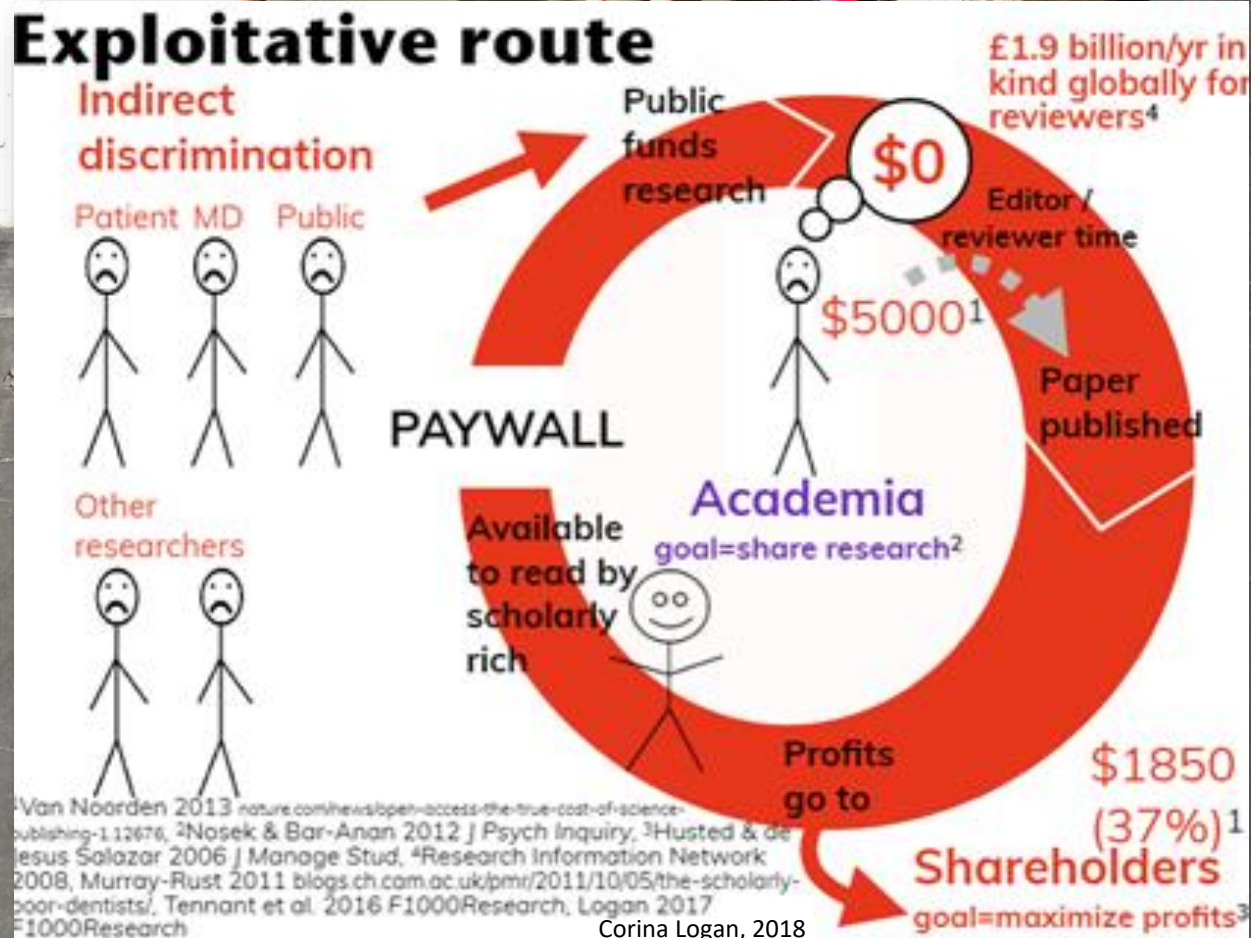 Exploitative route
Indirect
discrimination
Patient MD Public
Other
researchers
Public
funds
research
$0
£1.9 billion/yr in
kind globally for
reviewers⁴
Editor /
reviewer time
$5000¹
Paper
published
PAYWALL
Academia
goal=share research²
Available
to read by
scholarly
rich
Profits
go to
$1850
(37%)¹
Shareholders
goal=maximize profits³
¹Van Noorden 2013 nature.com/news/open-access-the-true-cost-of-science-
publishing-1.12676, ²Nosek & Bar-Anan 2012 J Psych Inquiry, ³Husted & de
Jesus Salazar 2006 J Manage Stud, ⁴Research Information Network
2008, Murray-Rust 2011 blogs.ch.cam.ac.uk/pmr/2011/10/05/the-scholarly-
poor-dentists/, Tennant et al. 2016 F1000Research, Logan 2017
F1000Research
Corina Logan, 2018